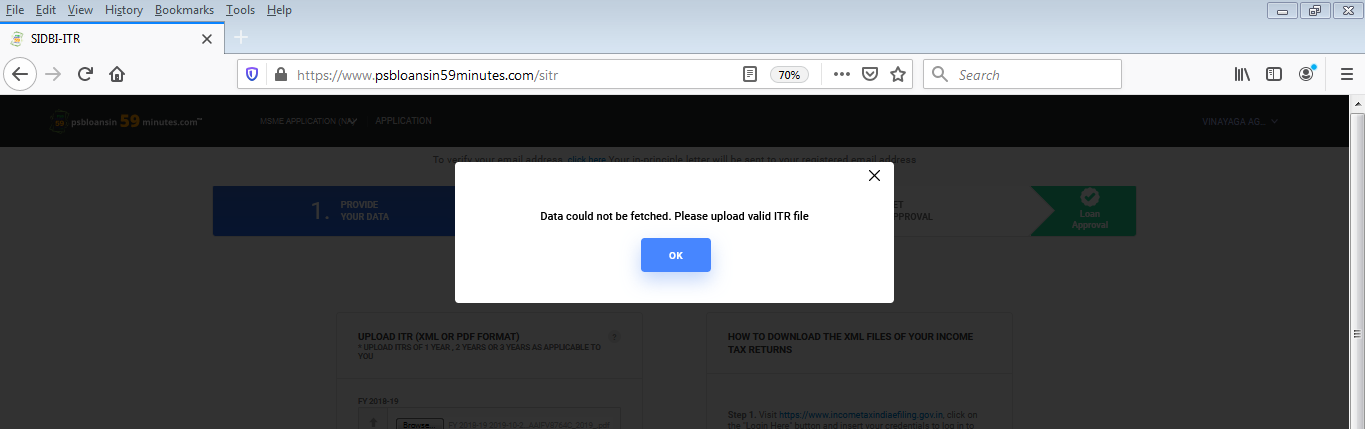 File Edit View History Bookmarks Tools Help
SIDBI-ITR
https://www.psbloansin59minutes.com/sitr
70%
Search
59 psbloansin 59 minutes.com
MSME APPLICATION APPLICATION
VINAYAGA AG...
To verify your email address, click here Your in-principle letter will be sent to your registered email address
1. PROVIDE
YOUR DATA
ET
PROVAL
Loan
Approval
Data could not be fetched. Please upload valid ITR file
OK
UPLOAD ITR (XML OR PDF FORMAT) ?
* UPLOAD ITRS OF 1 YEAR , 2 YEARS OR 3 YEARS AS APPLICABLE TO
YOU
FY 2018-19
Browse...
HOW TO DOWNLOAD THE XML FILES OF YOUR INCOME
TAX RETURNS
Step 1. Visit https://www.incometaxindiaefiling.gov.in, click on
the "Login Here" button and insert your credentials to log in to